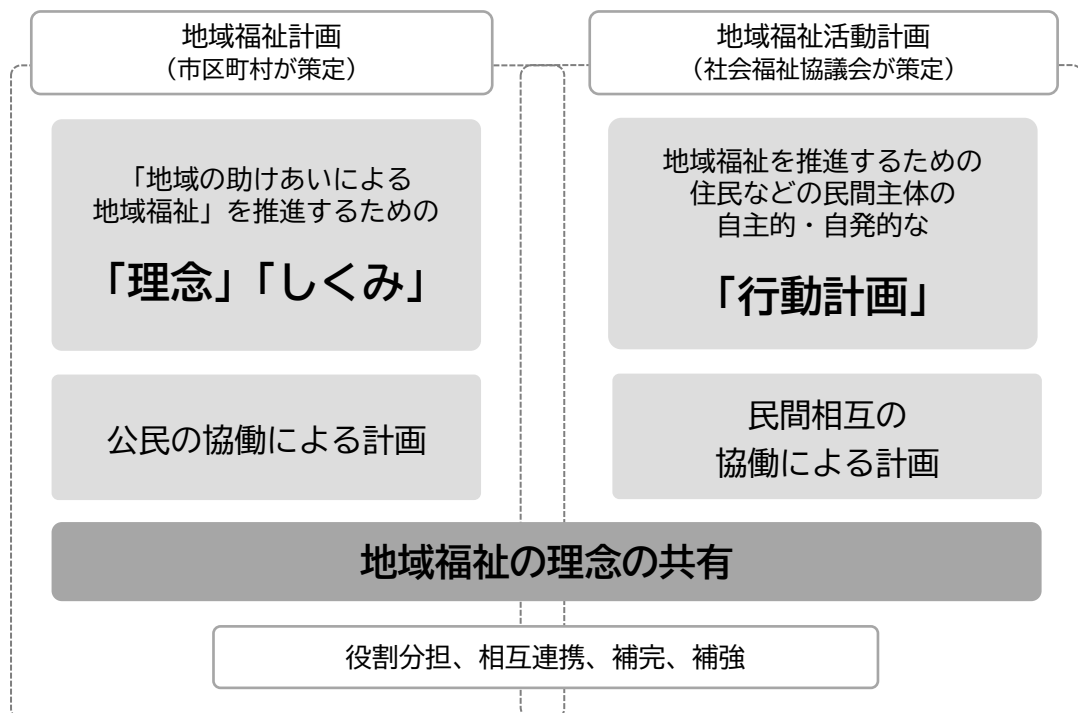 地域福祉計画
（市区町村が策定）
地域福祉活動計画
（社会福祉協議会が策定）
「地域の助けあいによる
地域福祉」を推進するための
「理念」「しくみ」
地域福祉を推進するための
住民などの民間主体の
自主的・自発的な
「行動計画」
公民の協働による計画
民間相互の
協働による計画
地域福祉の理念の共有
役割分担、相互連携、補完、補強